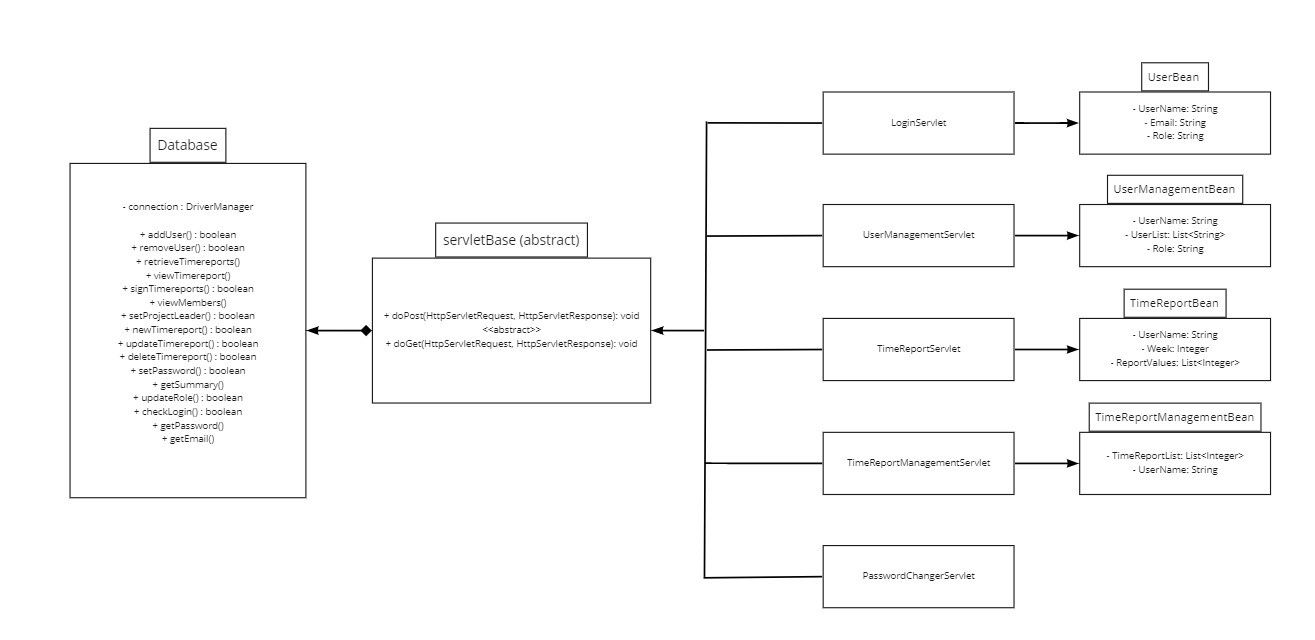 Database
- connection : DriverManager
+ addUser() : boolean
+ removeUser() : boolean
+ retrieveTimereports()
+ viewTimereport()
+ signTimereports() : boolean
+ viewMembers()
+ setProjectLeader() : boolean
+ newTimereport() : boolean
+ updateTimereport() : boolean
+ deleteTimereport() : boolean
+ setPassword() : boolean
+ getSummary()
+ updateRole() : boolean
+ checkLogin() : boolean
+ getPassword()
+ getEmail()
servletBase (abstract)
+ doPost(HttpServletRequest, HttpServletResponse): void
<<abstract>>
+ doGet(HttpServletRequest, HttpServletResponse): void
LoginServlet
UserBean
- UserName: String
- Email: String
- Role: String
UserManagementServlet
UserManagementBean
- UserName: String
- UserList: List<String>
- Role: String
TimeReportServlet
TimeReportBean
- UserName: String
- Week: Integer
- ReportValues: List<Integer>
TimeReportManagementServlet
TimeReportManagementBean
- TimeReportList: List<Integer>
- UserName: String
PasswordChangerServlet